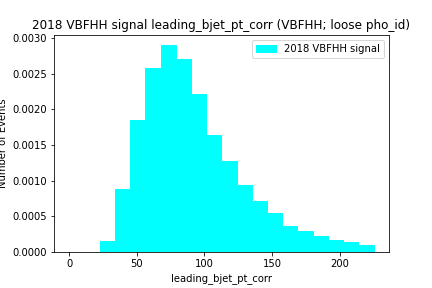 2018 VBFHH signal leading_bjet_pt_corr (VBFHH; loose pho_id)
2018 VBFHH signal
0.0030
0.0025
0.0020
0.0015
0.0010
0.0005
0.0000
Number of Events
0 50 100 150 200
leading_bjet_pt_corr